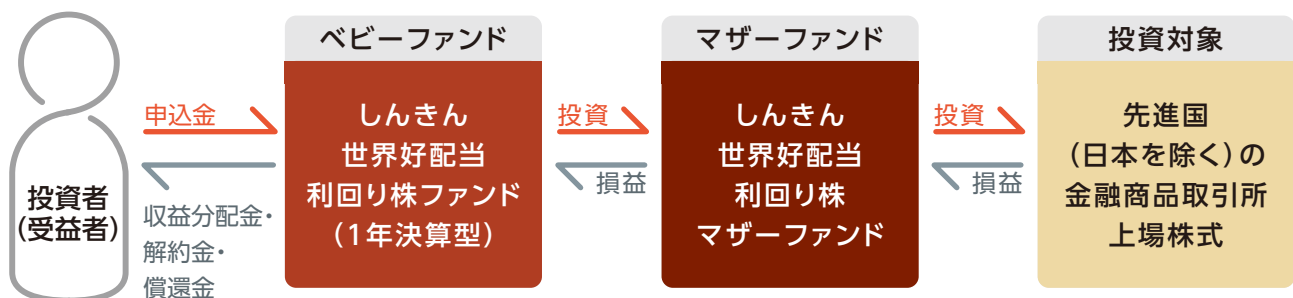 投資者
(受益者)
申込金
収益分配金・
解約金・
償還金
ベビーファンド
しんきん
世界好配当
利回り株ファンド
(1年決算型)
投資
損益
マザーファンド
しんきん
世界好配当
利回り株
マザーファンド
投資
損益
投資対象
先進国
(日本を除く)の
金融商品取引所
上場株式